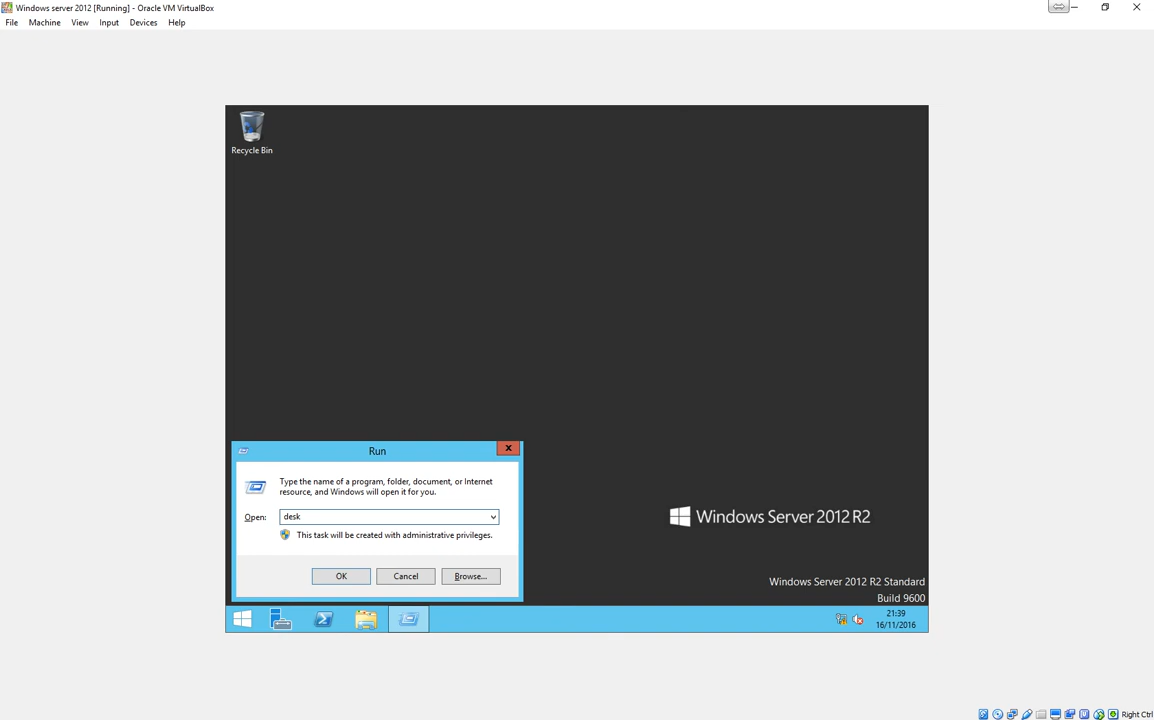 Windows server 2012 [Running] - Oracle VM VirtualBox
File Machine View Input Devices Help
Recycle Bin
Run
Type the name of a program, folder, document, or Internet
resource, and Windows will open it for you.
Open: desk
This task will be created with administrative privileges.
OK Cancel Browse...
Windows Server 2012 R2
Windows Server 2012 R2 Standard
Build 9600
21:39
16/11/2016
Right Ctrl